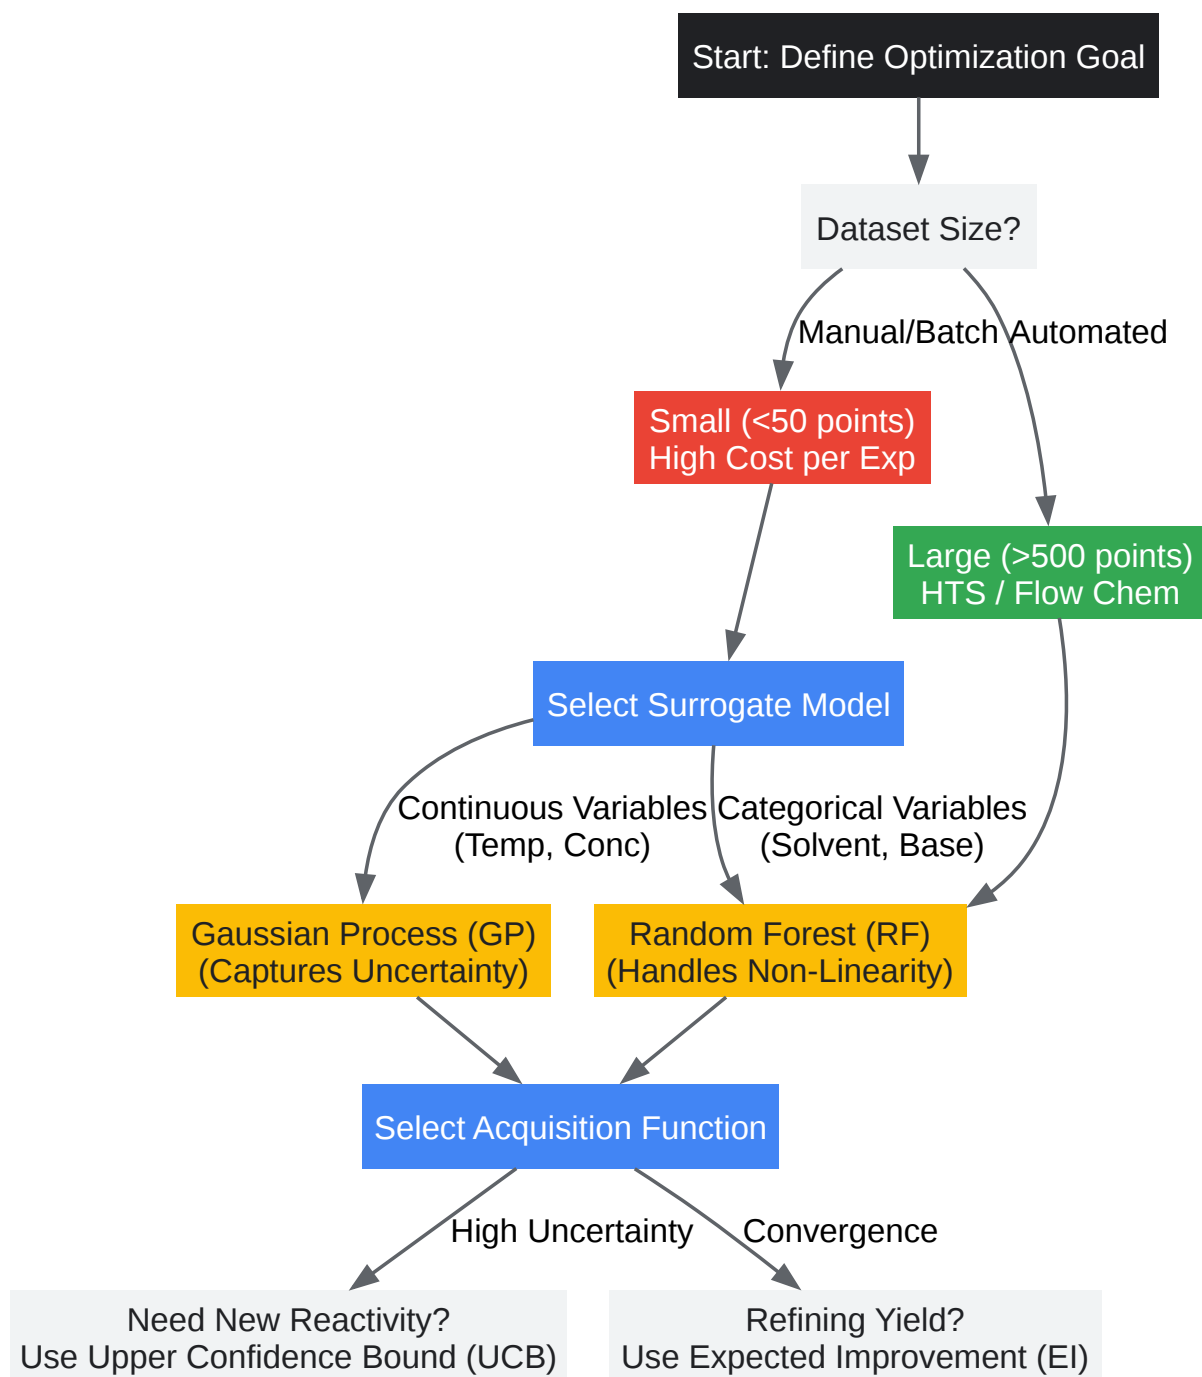 Start: Define Optimization Goal
Dataset Size?
Manual/Batch
Automated
Small (<50 points)
High Cost per Exp
Large (>500 points)
HTS / Flow Chem
Select Surrogate Model
Continuous Variables
(Temp, Conc)
Categorical Variables
(Solvent, Base)
Gaussian Process (GP)
(Captures Uncertainty)
Random Forest (RF)
(Handles Non-Linearity)
Select Acquisition Function
High Uncertainty
Convergence
Need New Reactivity?
Use Upper Confidence Bound (UCB)
Refining Yield?
Use Expected Improvement (EI)